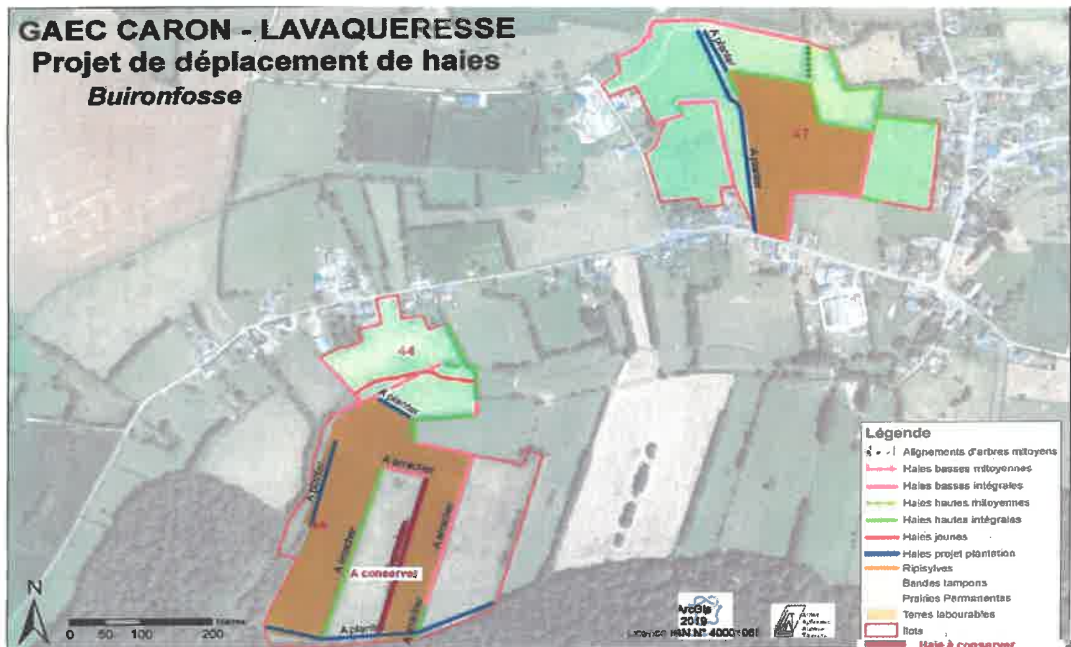 GAEC CARON - LAVAQUERESSE
Projet de déplacement de haies
Buironfosse
A planter
47
A planter
44
A planter
A planter
A arracher
A arracher
A arracher
A conserver
A arracher
A planter
N
0 50 100 200
Mètres
ArcGis
2019
Légende
Alignements d'arbres mitoyens
Haies basses mitoyennes
Haies basses intégrales
Haies hautes mitoyennes
Haies hautes intégrales
Haies jeunes
Haies projet plantation
Ripisylves
Bandes tampons
Prairies Permanentes
Terres labourables
Ilots
Haie à conserver